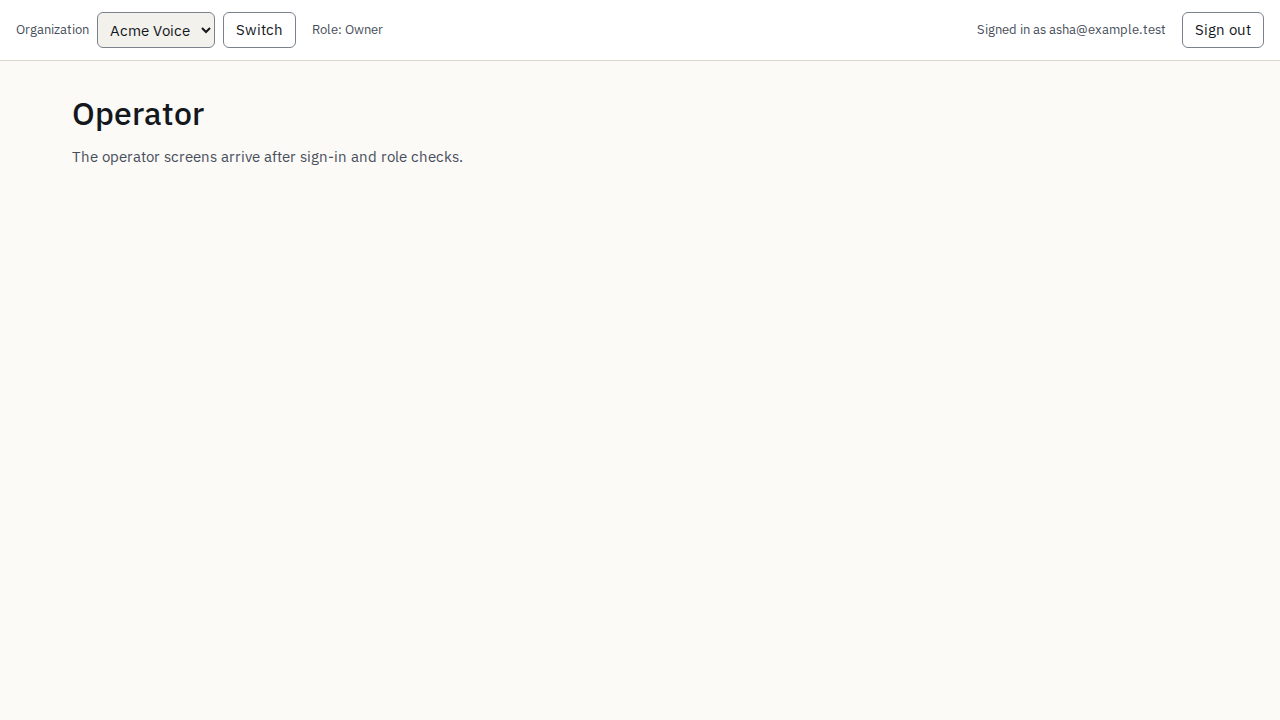 Organization Acme Voice Switch Role: Owner Signed in as asha@example.test Sign out
Operator
The operator screens arrive after sign-in and role checks.